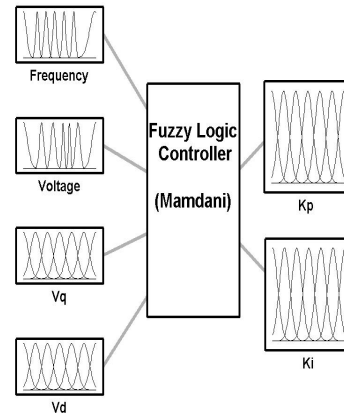 Frequency
Voltage
Vq
Vd
Fuzzy Logic
Controller
(Mamdani)
Kp
Ki